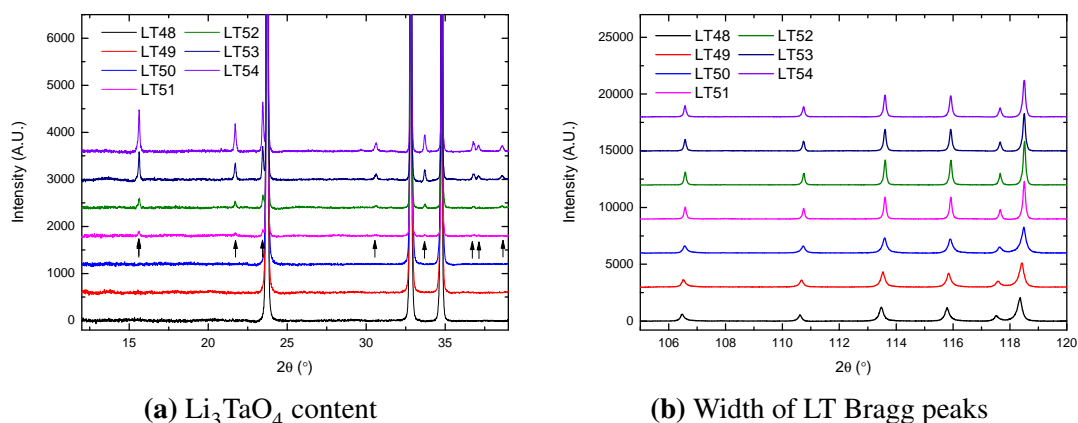 6000
5000
4000
3000
2000
1000
0
Intensity (A.U.)
LT48
LT49
LT50
LT51
LT52
LT53
LT54
15
20
25
30
35
2θ (°)
(a) Li₃TaO₄ content
25000
20000
15000
10000
5000
0
Intensity (A.U.)
LT48
LT49
LT50
LT51
LT52
LT53
LT54
106
108
110
112
114
116
118
120
2θ (°)
(b) Width of LT Bragg peaks